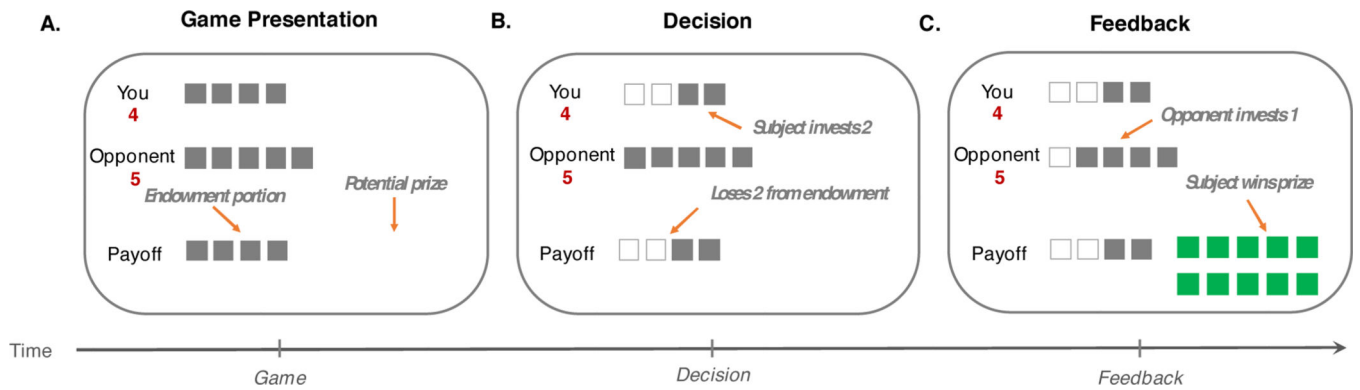 A.
Game Presentation
You
4
Opponent
5
Endowment portion
Potential prize
Payoff
B.
Decision
You
4
Subject invests 2
Opponent
5
Loses 2 from endowment
Payoff
C.
Feedback
You
4
Opponent invests 1
Opponent
5
Subject wins prize
Payoff
Time
Game
Decision
Feedback